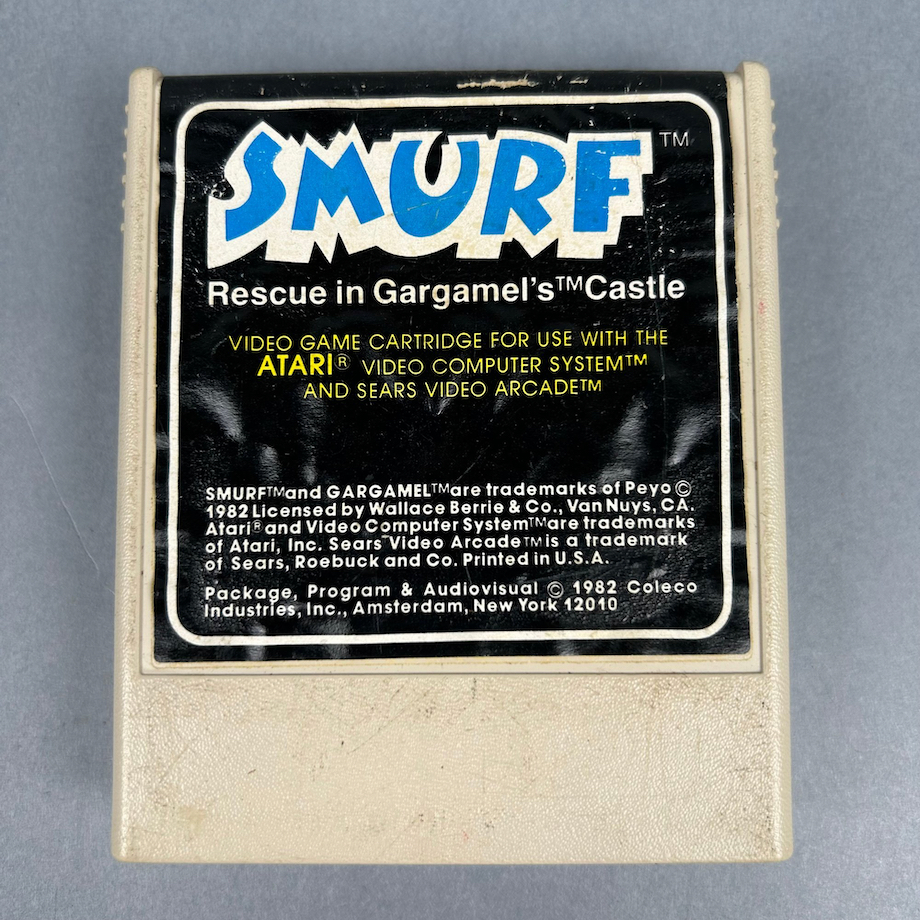 SMURF™
Rescue in Gargamel's™Castle
VIDEO GAME CARTRIDGE FOR USE WITH THE
ATARI® VIDEO COMPUTER SYSTEM™
AND SEARS VIDEO ARCADE™
SMURF™and GARGAMEL™are trademarks of Peyo ©
1982 Licensed by Wallace Berrie & Co., Van Nuys, CA.
Atari® and Video Computer System™are trademarks
of Atari, Inc. Sears Video Arcade™ is a trademark
of Sears, Roebuck and Co. Printed in U.S.A.
Package, Program & Audiovisual © 1982 Coleco
Industries, Inc., Amsterdam, New York 12010